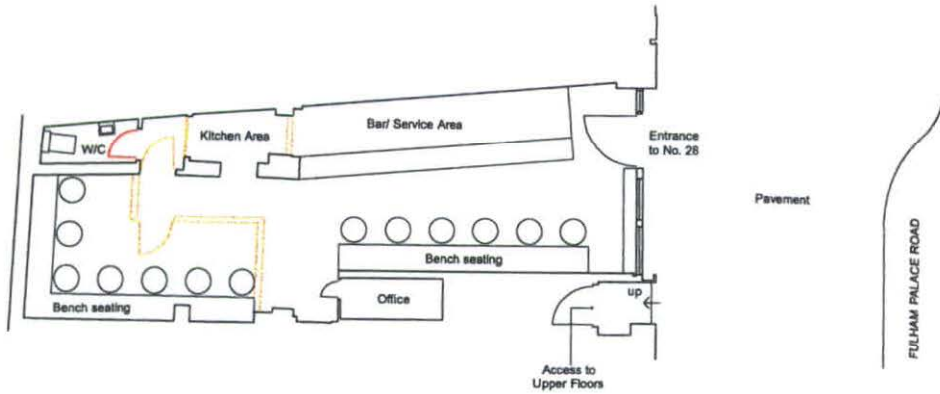 Bar/ Service Area
Kitchen Area
W/C
Entrance
to No. 28
Pavement
FULHAM PALACE ROAD
Bench seating
Office
up
Bench seating
Access to
Upper Floors